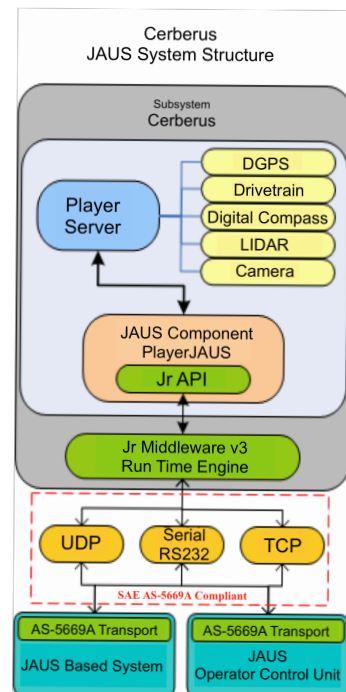 Cerberus
JAUS System Structure
Subsystem
Cerberus
DGPS
Drivetrain
Digital Compass
LIDAR
Camera
Player
Server
JAUS Component
PlayerJAUS
Jr API
Jr Middleware v3
Run Time Engine
UDP
Serial
RS232
TCP
SAE AS-5669A Compliant
AS-5669A Transport
JAUS Based System
AS-5669A Transport
JAUS
Operator Control Unit